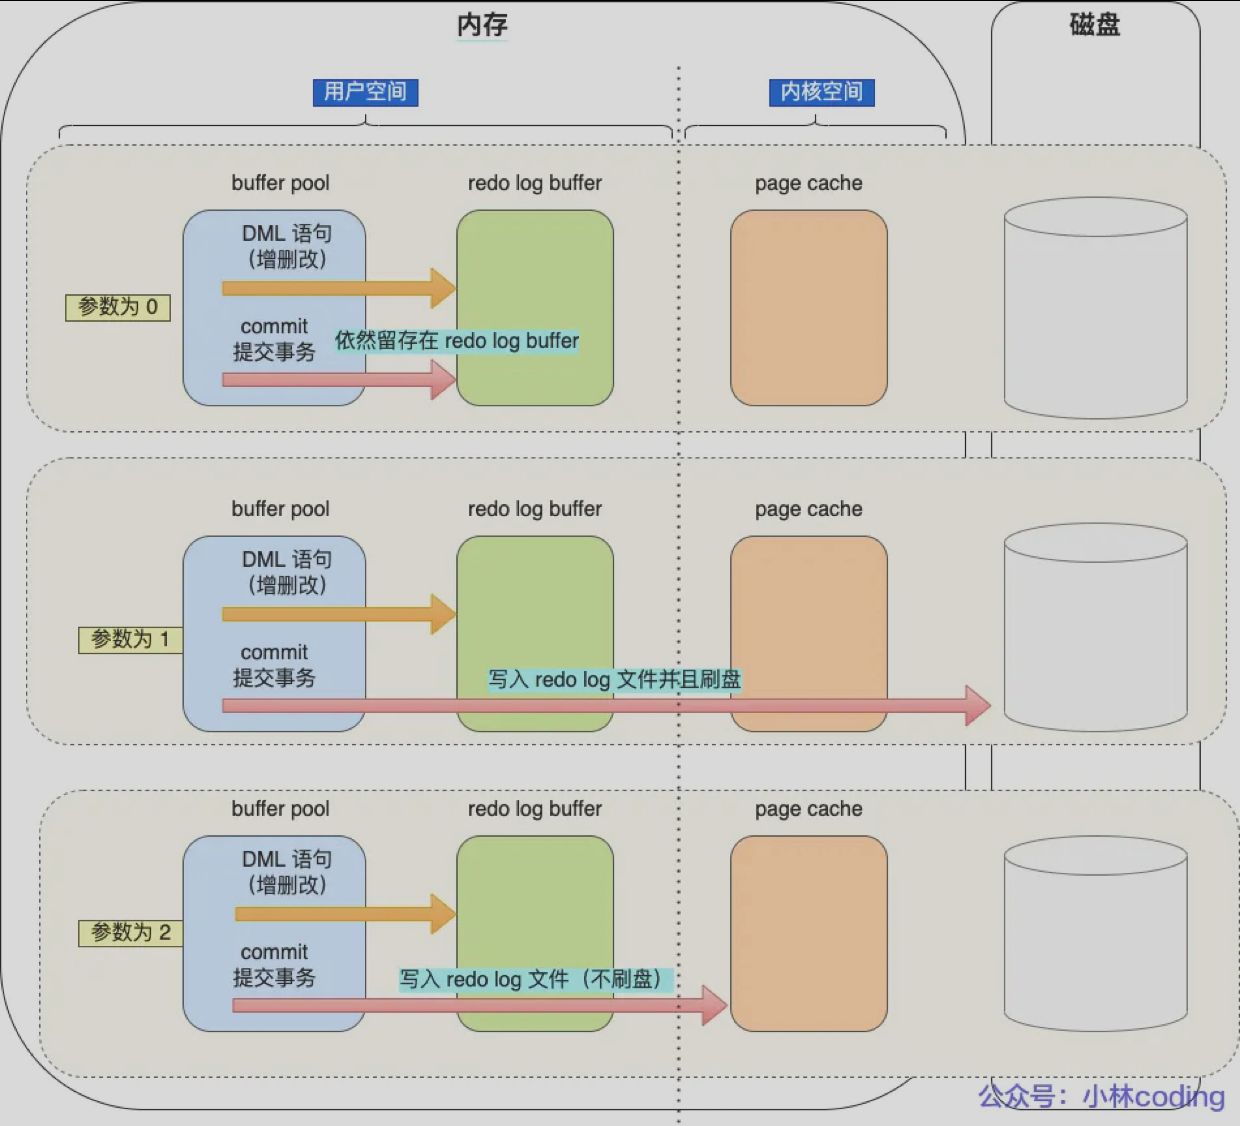 内存
磁盘
用户空间
内核空间
buffer pool
redo log buffer
page cache
DML 语句
（增删改）
参数为 0
commit
提交事务
依然留存在 redo log buffer
buffer pool
redo log buffer
page cache
DML 语句
（增删改）
参数为 1
commit
提交事务
写入 redo log 文件并且刷盘
buffer pool
redo log buffer
page cache
DML 语句
（增删改）
参数为 2
commit
提交事务
写入 redo log 文件（不刷盘）
公众号：小林coding